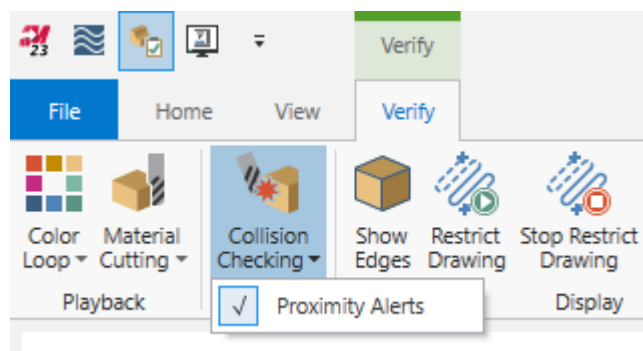 23
Verify
File Home View Verify
Color Loop Material Cutting Collision Checking Show Edges Restrict Drawing Stop Restrict Drawing
Playback Display
√ Proximity Alerts